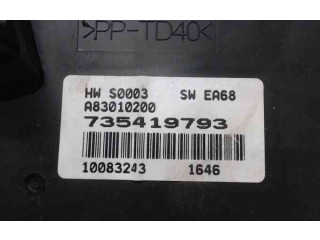 >PP-TD40<
HW S0003 SW EA68
A83010200
735419793
10083243 1646